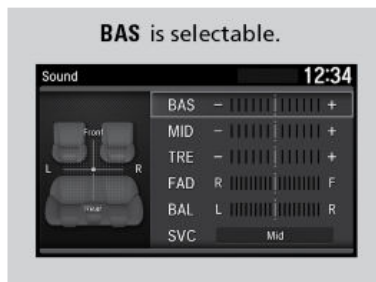 BAS is selectable.
Sound 12:34
Front
L R
Rear
BAS - +
MID - +
TRE - +
FAD R F
BAL L R
SVC Mid